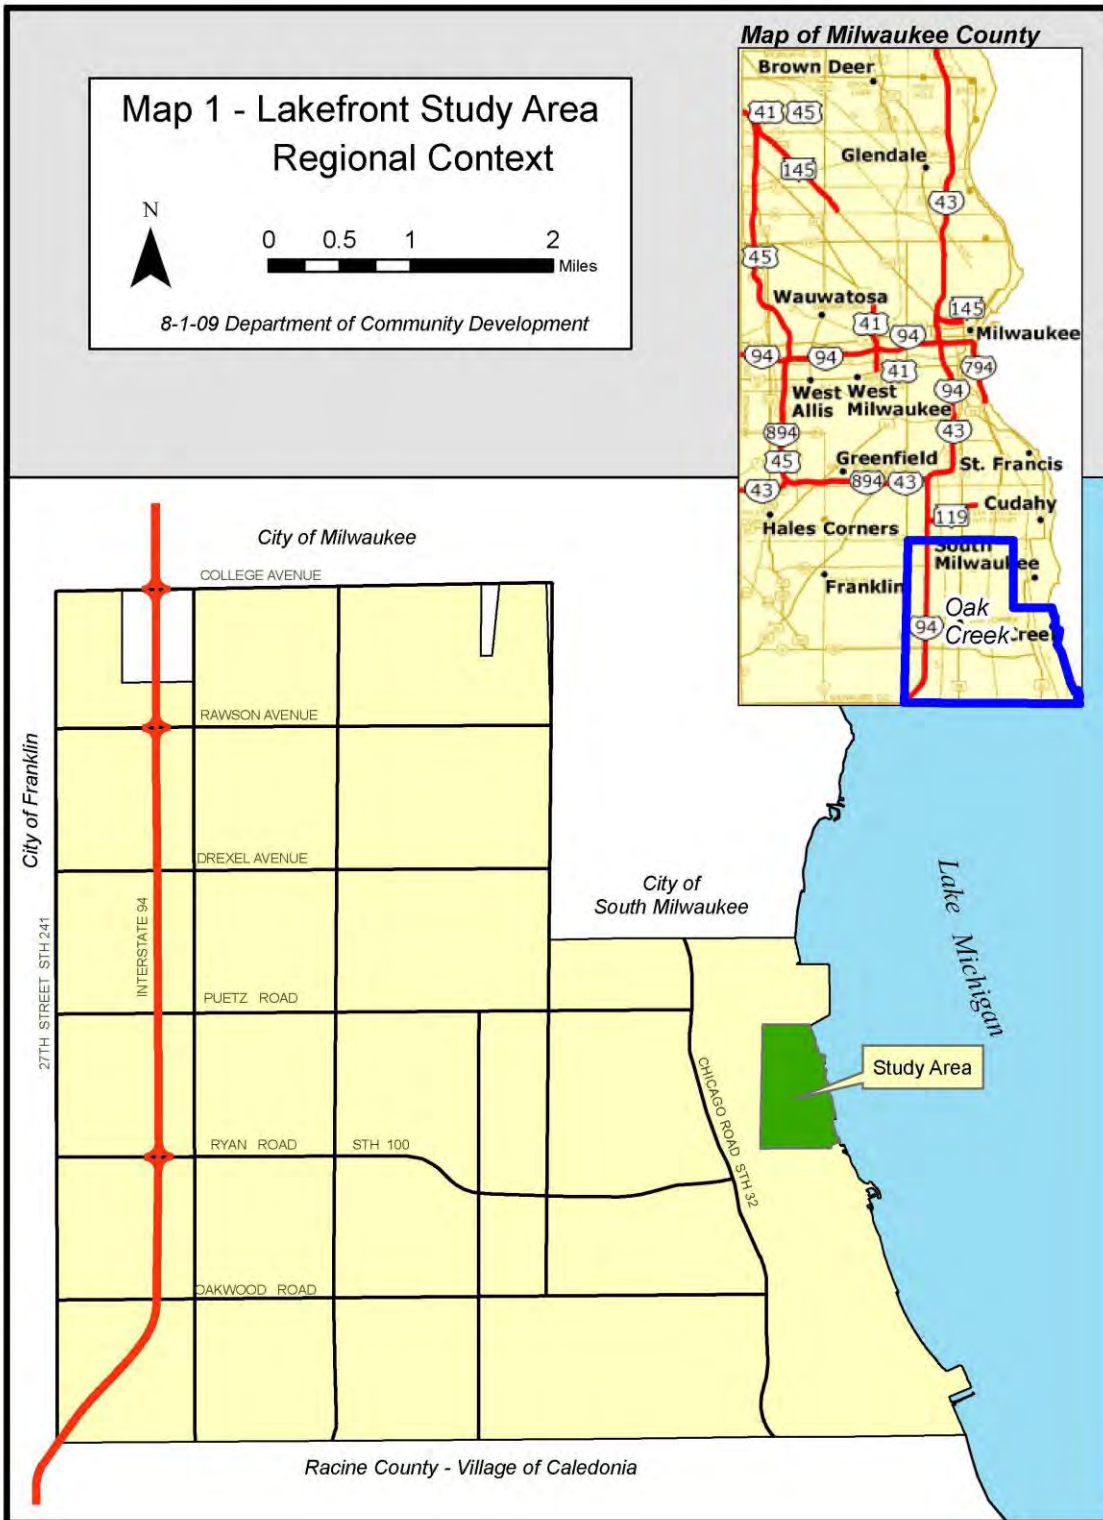 Map of Milwaukee County
Map 1 - Lakefront Study Area
Regional Context
N
0 0.5 1 2
Miles
8-1-09 Department of Community Development
Brown Deer
41 45
Glendale
145
43
45
Wauwatosa
145
41
Milwaukee
94
94 94
794
41
West West
Allis Milwaukee
94
894
43
45
Greenfield
St. Francis
894 43
43
Cudahy
119
Hales Corners
South
Milwaukee
Franklin
Oak
94
Creek
City of Milwaukee
COLLEGE AVENUE
RAWSON AVENUE
City of Franklin
DREXEL AVENUE
City of
South Milwaukee
Lake Michigan
INTERSTATE 94
27TH STREET STH 241
PUETZ ROAD
Study Area
CHICAGO ROAD STH 32
RYAN ROAD STH 100
OAKWOOD ROAD
Racine County - Village of Caledonia